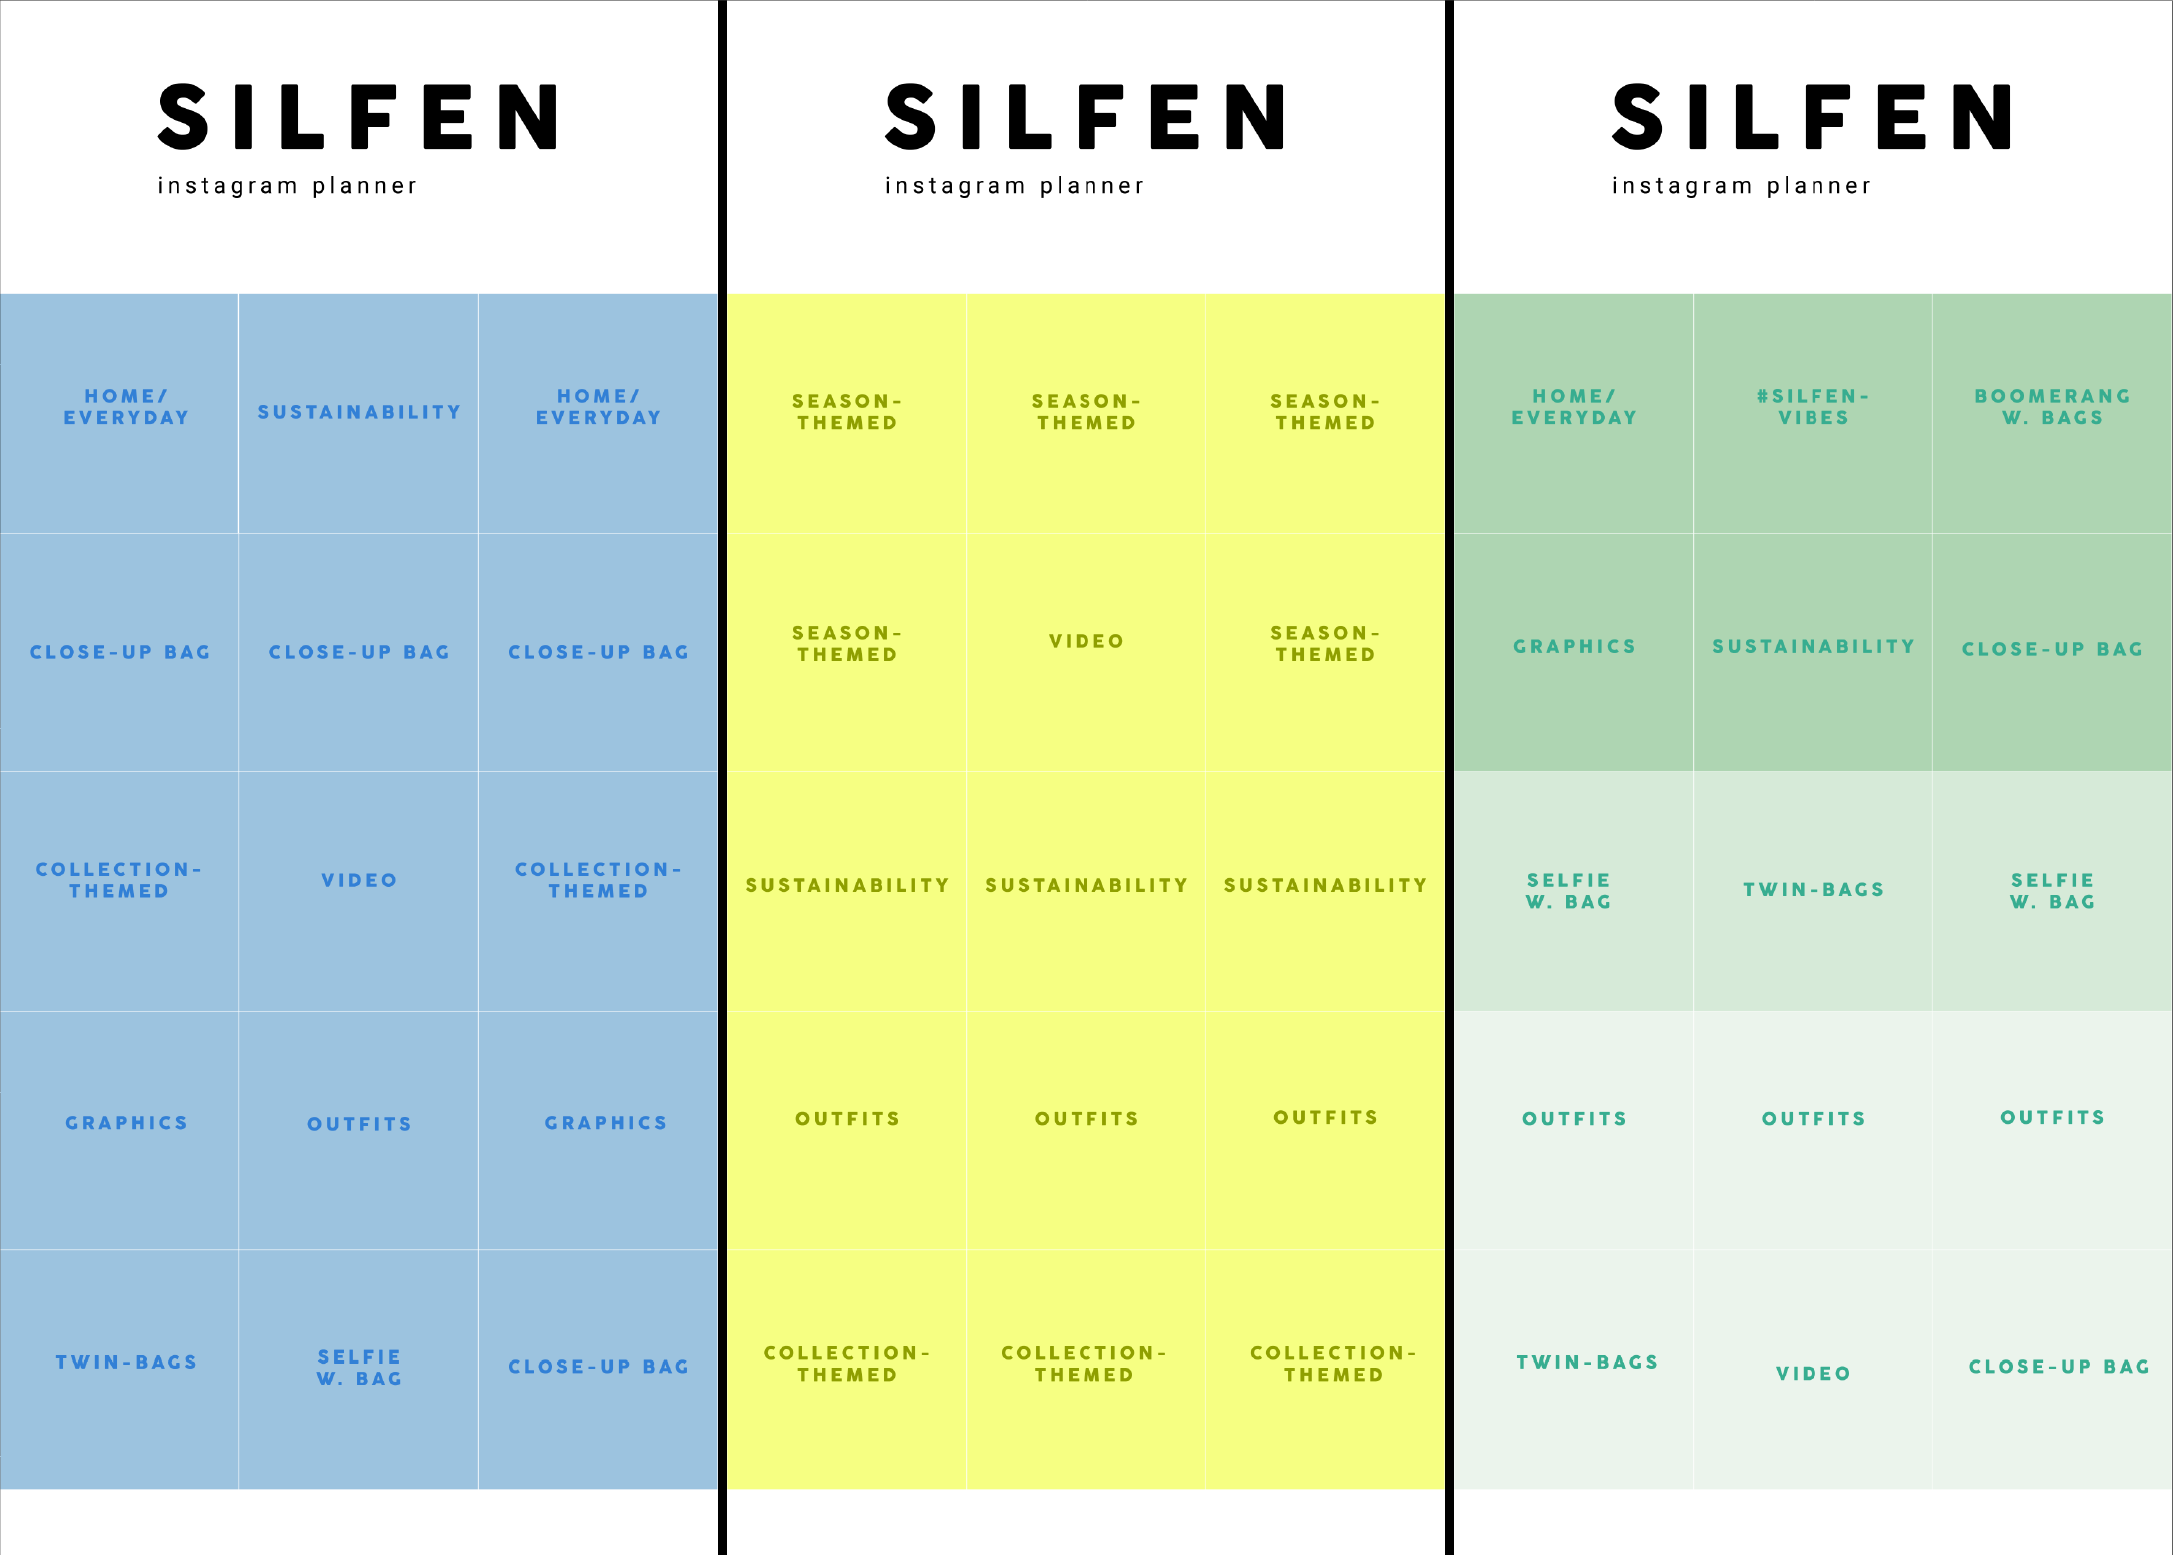 SILFEN
instagram planner
HOME/
EVERYDAY
SUSTAINABILITY
HOME/
EVERYDAY
CLOSE-UP BAG
CLOSE-UP BAG
CLOSE-UP BAG
COLLECTION-
THEMED
VIDEO
COLLECTION-
THEMED
GRAPHICS
OUTFITS
GRAPHICS
TWIN-BAGS
SELFIE
W. BAG
CLOSE-UP BAG
SILFEN
instagram planner
SEASON-
THEMED
SEASON-
THEMED
SEASON-
THEMED
SEASON-
THEMED
VIDEO
SEASON-
THEMED
SUSTAINABILITY
SUSTAINABILITY
SUSTAINABILITY
OUTFITS
OUTFITS
OUTFITS
COLLECTION-
THEMED
COLLECTION-
THEMED
COLLECTION-
THEMED
SILFEN
instagram planner
HOME/
EVERYDAY
#SILFEN-
VIBES
BOOMERANG
W. BAGS
GRAPHICS
SUSTAINABILITY
CLOSE-UP BAG
SELFIE
W. BAG
TWIN-BAGS
SELFIE
W. BAG
OUTFITS
OUTFITS
OUTFITS
TWIN-BAGS
VIDEO
CLOSE-UP BAG